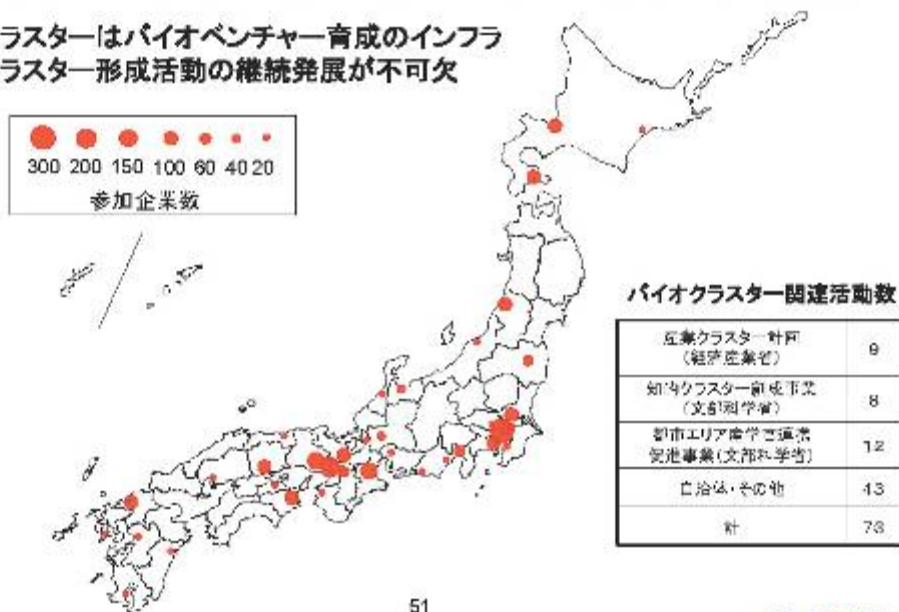 ラスターはバイオベンチャー育成のインフラ
ラスター形成活動の継続発展が不可欠
300 200 150 100 60 40 20
参加企業数
バイオクラスター関連活動数
産業クラスター計画
(経済産業省)
9
知的クラスター創成事業
(文部科学省)
8
都市エリア産学官連携
促進事業(文部科学省)
12
自治体・その他
43
計
73
51